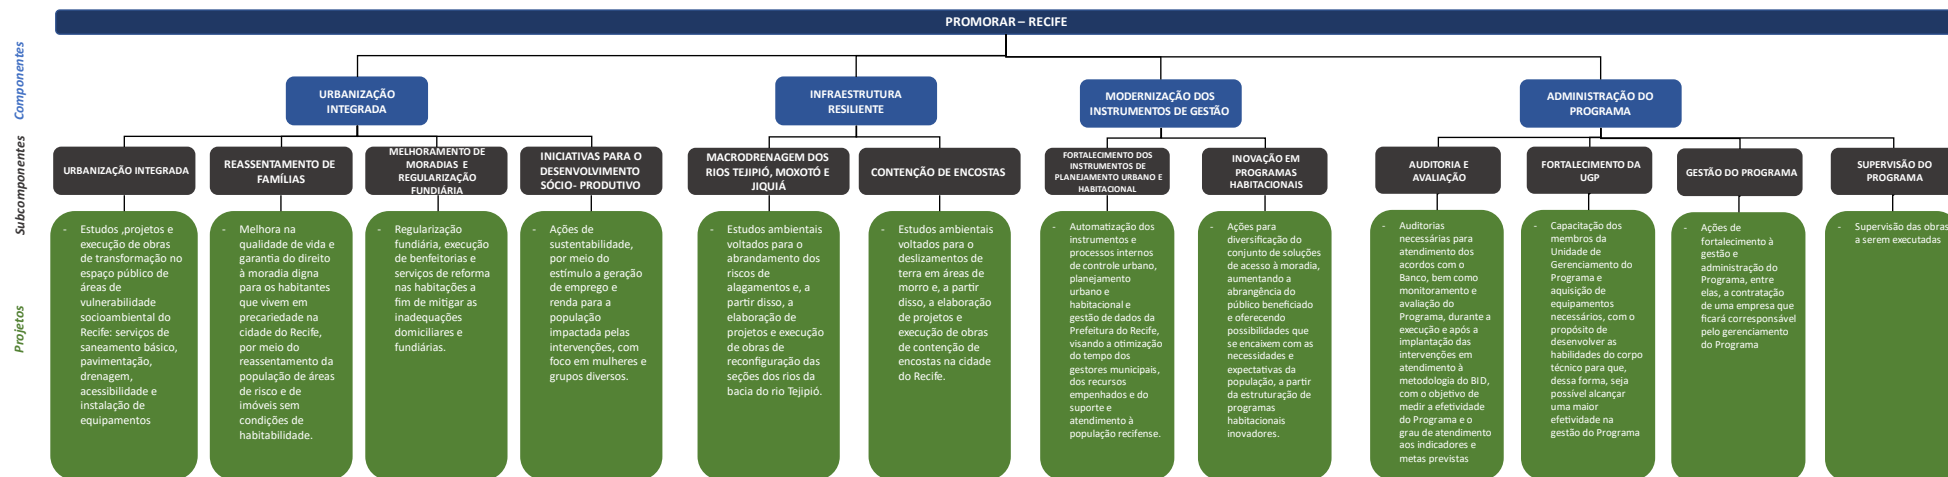 PROMORAR – RECIFE
Componentes
URBANIZAÇÃO
INTEGRADA
INFRAESTRUTURA
RESILIENTE
MODERNIZAÇÃO DOS
INSTRUMENTOS DE GESTÃO
ADMINISTRAÇÃO DO
PROGRAMA
Subcomponentes
URBANIZAÇÃO INTEGRADA
REASSENTAMENTO DE
FAMÍLIAS
MELHORAMENTO DE
MORADIAS E
REGULARIZAÇÃO
FUNDIÁRIA
INICIATIVAS PARA O
DESENVOLVIMENTO
SÓCIO- PRODUTIVO
MACRODRENAGEM DOS
RIOS TEJIPIÓ, MOXOTÓ E
JIQUIÁ
CONTENÇÃO DE ENCOSTAS
FORTALECIMENTO DOS
INSTRUMENTOS DE
PLANEJAMENTO URBANO E
HABITACIONAL
INOVAÇÃO EM
PROGRAMAS
HABITACIONAIS
AUDITORIA E
AVALIAÇÃO
FORTALECIMENTO DA
UGP
GESTÃO DO PROGRAMA
SUPERVISÃO DO
PROGRAMA
Projetos
- Estudos ,projetos e
execução de obras
de transformação no
espaço público de
áreas de
vulnerabilidade
socioambiental do
Recife: serviços de
saneamento básico,
pavimentação,
drenagem,
acessibilidade e
instalação de
equipamentos
- Melhora na
qualidade de vida e
garantia do direito
à moradia digna
para os habitantes
que vivem em
precariedade na
cidade do Recife,
por meio do
reassentamento da
população de áreas
de risco e de
imóveis sem
condições de
habitabilidade.
- Regularização
fundiária, execução
de benfeitorias e
serviços de reforma
nas habitações a
fim de mitigar as
inadequações
domiciliares e
fundiárias.
- Ações de
sustentabilidade,
por meio do
estímulo a geração
de emprego e
renda para a
população
impactada pelas
intervenções, com
foco em mulheres e
grupos diversos.
- Estudos ambientais
voltados para o
abrandamento dos
riscos de
alagamentos e, a
partir disso, a
elaboração de
projetos e execução
de obras de
reconfiguração das
seções dos rios da
bacia do rio Tejipió.
- Estudos ambientais
voltados para o
deslizamentos de
terra em áreas de
morro e, a partir
disso, a elaboração
de projetos e
execução de obras
de contenção de
encostas na cidade
do Recife.
- Automatização dos
instrumentos e
processos internos
de controle urbano,
planejamento
urbano e
habitacional e
gestão de dados da
Prefeitura do Recife,
visando a otimização
do tempo dos
gestores municipais,
dos recursos
empenhados e do
suporte e
atendimento à
população recifense.
- Ações para
diversificação do
conjunto de soluções
de acesso à moradia,
aumentando a
abrangência do
público beneficiado
e oferecendo
possibilidades que
se encaixem com as
necessidades e
expectativas da
população, a partir
da estruturação de
programas
habitacionais
inovadores.
- Auditorias
necessárias para
atendimento dos
acordos com o
Banco, bem como
monitoramento e
avaliação do
Programa, durante a
execução e após a
implantação das
intervenções em
atendimento à
metodologia do BID,
com o objetivo de
medir a efetividade
do Programa e o
grau de atendimento
aos indicadores e
metas previstas
- Capacitação dos
membros da
Unidade de
Gerenciamento do
Programa e
aquisição de
equipamentos
necessários, com o
propósito de
desenvolver as
habilidades do corpo
técnico para que,
dessa forma, seja
possível alcançar
uma maior
efetividade na
gestão do Programa
- Ações de
fortalecimento à
gestão e
administração do
Programa, entre
elas, a contratação
de uma empresa que
ficará corresponsável
pelo gerenciamento
do Programa
- Supervisão das obras
a serem executadas